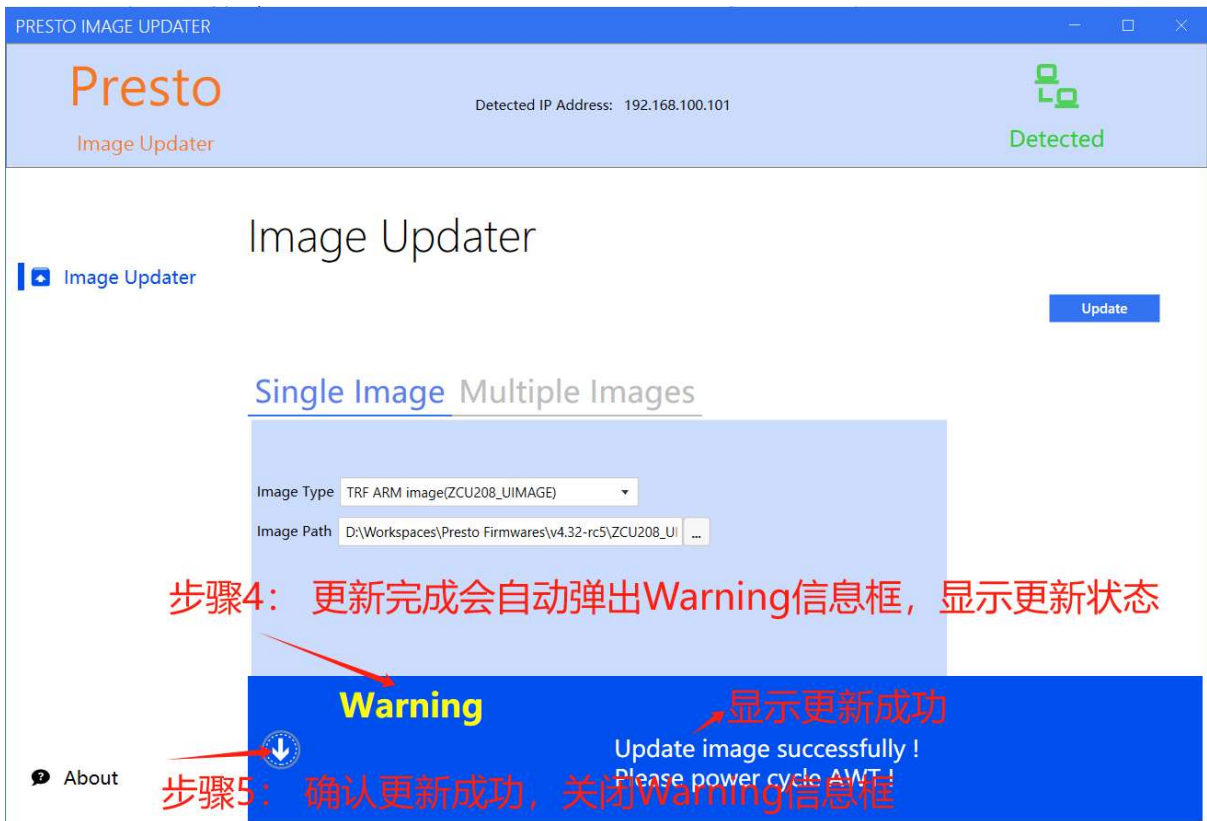 PRESTO IMAGE UPDATER
Presto
Image Updater
Detected IP Address: 192.168.100.101
Detected
Image Updater
Image Updater
Update
Single Image Multiple Images
Image Type TRF ARM image(ZCU208_UIMAGE)
Image Path D:\Workspaces\Presto Firmwares\v4.32-rc5\ZCU208_UI ...
步骤4: 更新完成会自动弹出Warning信息框，显示更新状态
Warning
显示更新成功
Update image successfully !
Please power cycle AWT !
About
步骤5: 确认更新成功，关闭Warning信息框